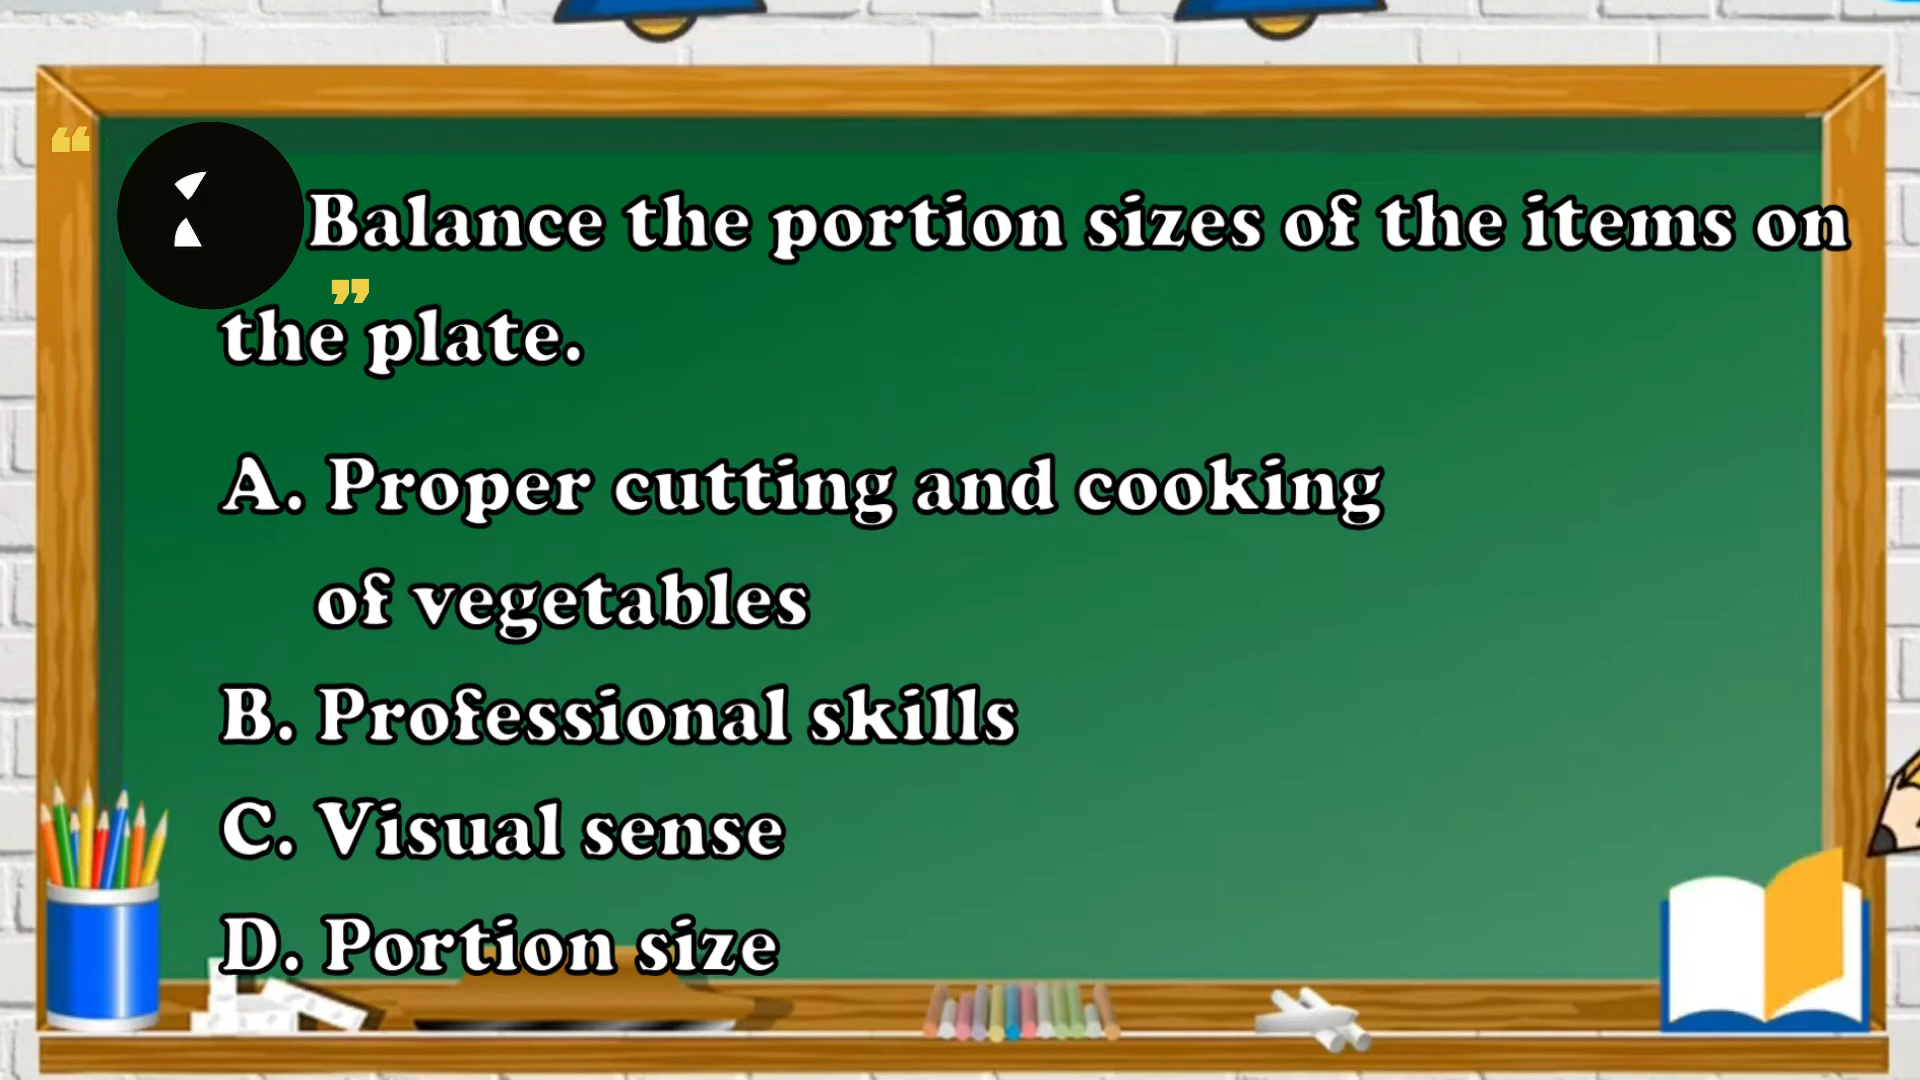 “
Balance the portion sizes of the items on
”
the plate.
A. Proper cutting and cooking
of vegetables
B. Professional skills
C. Visual sense
D. Portion size